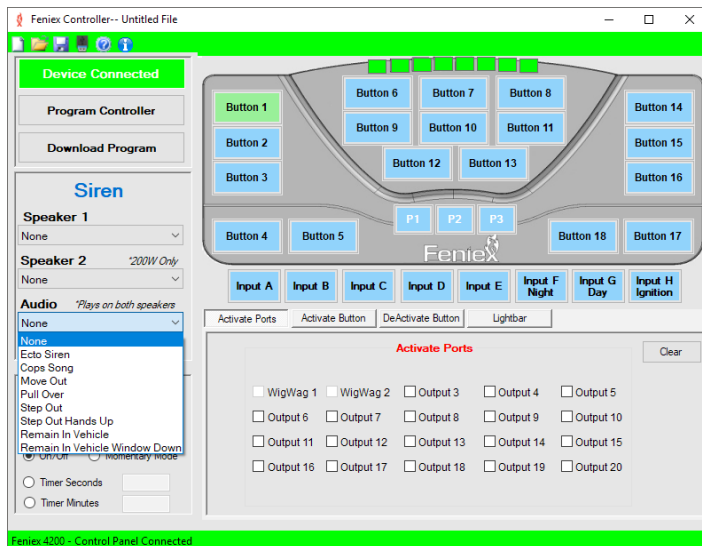 Feniex Controller-- Untitled File
Device Connected
Program Controller
Download Program
Siren
Speaker 1
None
Speaker 2 *200W Only
None
Audio *Plays on both speakers
None
None
Ecto Siren
Cops Song
Move Out
Pull Over
Step Out
Step Out Hands Up
Remain In Vehicle
Remain In Vehicle Window Down
On/Off Momentary Mode
Timer Seconds
Timer Minutes
Button 1
Button 2
Button 3
Button 4 Button 5
Button 6 Button 7 Button 8
Button 9 Button 10 Button 11
Button 12 Button 13
P1 P2 P3
Feniex
Button 14
Button 15
Button 16
Button 18 Button 17
Input A Input B Input C Input D Input E Input F Night Input G Day Input H Ignition
Activate Ports Activate Button DeActivate Button Lightbar
Activate Ports
Clear
WigWag 1 WigWag 2 Output 3 Output 4 Output 5
Output 6 Output 7 Output 8 Output 9 Output 10
Output 11 Output 12 Output 13 Output 14 Output 15
Output 16 Output 17 Output 18 Output 19 Output 20
Feniex 4200 - Control Panel Connected